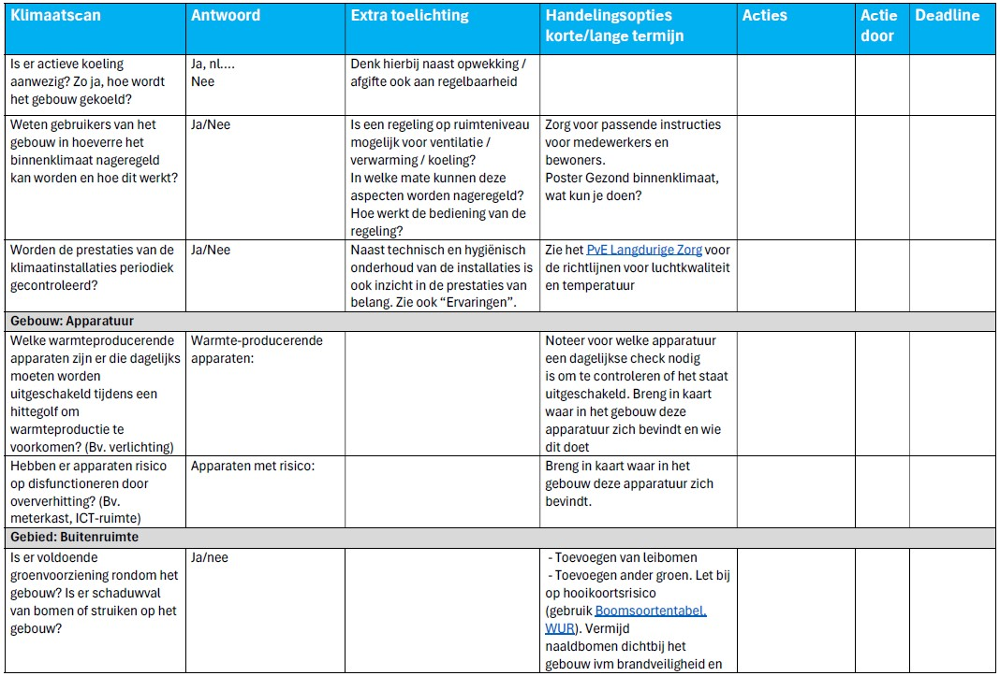 Klimaatscan
Antwoord
Extra toelichting
Handelingsopties
korte/lange termijn
Acties
Actie
door
Deadline
Is er actieve koeling
aanwezig? Zo ja, hoe wordt
het gebouw gekoeld?
Ja, nl....
Nee
Denk hierbij naast opwekking /
afgifte ook aan regelbaarheid
Weten gebruikers van het
gebouw in hoeverre het
binnenklimaat nageregeld
kan worden en hoe dit werkt?
Ja/Nee
Is een regeling op ruimteniveau
mogelijk voor ventilatie /
verwarming / koeling?
In welke mate kunnen deze
aspecten worden nageregeld?
Hoe werkt de bediening van de
regeling?
Zorg voor passende instructies
voor medewerkers en
bewoners.
Poster Gezond binnenklimaat,
wat kun je doen?
Worden de prestaties van de
klimaatinstallaties periodiek
gecontroleerd?
Ja/Nee
Naast technisch en hygiënisch
onderhoud van de installaties is
ook inzicht in de prestaties van
belang. Zie ook “Ervaringen”.
Zie het PvE Langdurige Zorg voor
de richtlijnen voor luchtkwaliteit
en temperatuur
Gebouw: Apparatuur
Welke warmteproducerende
apparaten zijn er die dagelijks
moeten worden
uitgeschakeld tijdens een
hittegolf om
warmteproductie te
voorkomen? (Bv. verlichting)
Warmte-producerende
apparaten:
Noteer voor welke apparatuur
een dagelijkse check nodig
is om te controleren of het staat
uitgeschakeld. Breng in kaart
waar in het gebouw deze
apparatuur zich bevindt en wie
dit doet
Hebben er apparaten risico
op disfunctioneren door
oververhitting? (Bv.
meterkast, ICT-ruimte)
Apparaten met risico:
Breng in kaart waar in het
gebouw deze apparatuur zich
bevindt.
Gebied: Buitenruimte
Is er voldoende
groenvoorziening rondom het
gebouw? Is er schaduwval
van bomen of struiken op het
gebouw?
Ja/nee
- Toevoegen van leibomen
- Toevoegen ander groen. Let bij
op hooikoortsrisico
(gebruik Boomsoortentabel,
WUR). Vermijd
naaldbomen dichtbij het
gebouw ivm brandveiligheid en